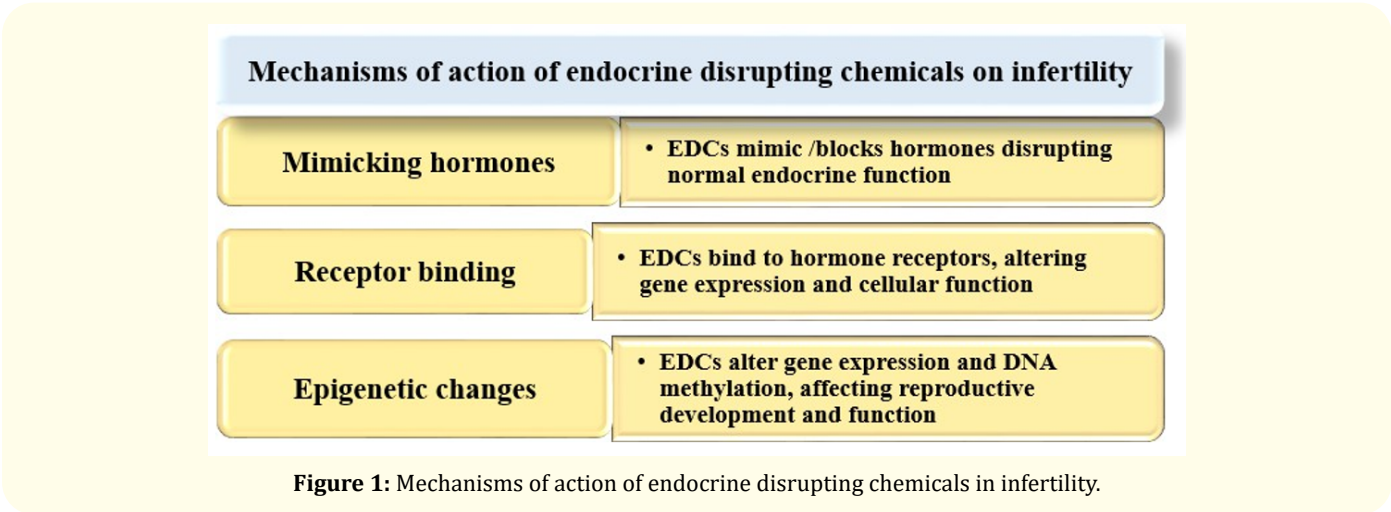 Mechanisms of action of endocrine disrupting chemicals on infertility
Mimicking hormones
• EDCs mimic /blocks hormones disrupting
normal endocrine function
Receptor binding
• EDCs bind to hormone receptors, altering
gene expression and cellular function
Epigenetic changes
• EDCs alter gene expression and DNA
methylation, affecting reproductive
development and function
Figure 1: Mechanisms of action of endocrine disrupting chemicals in infertility.